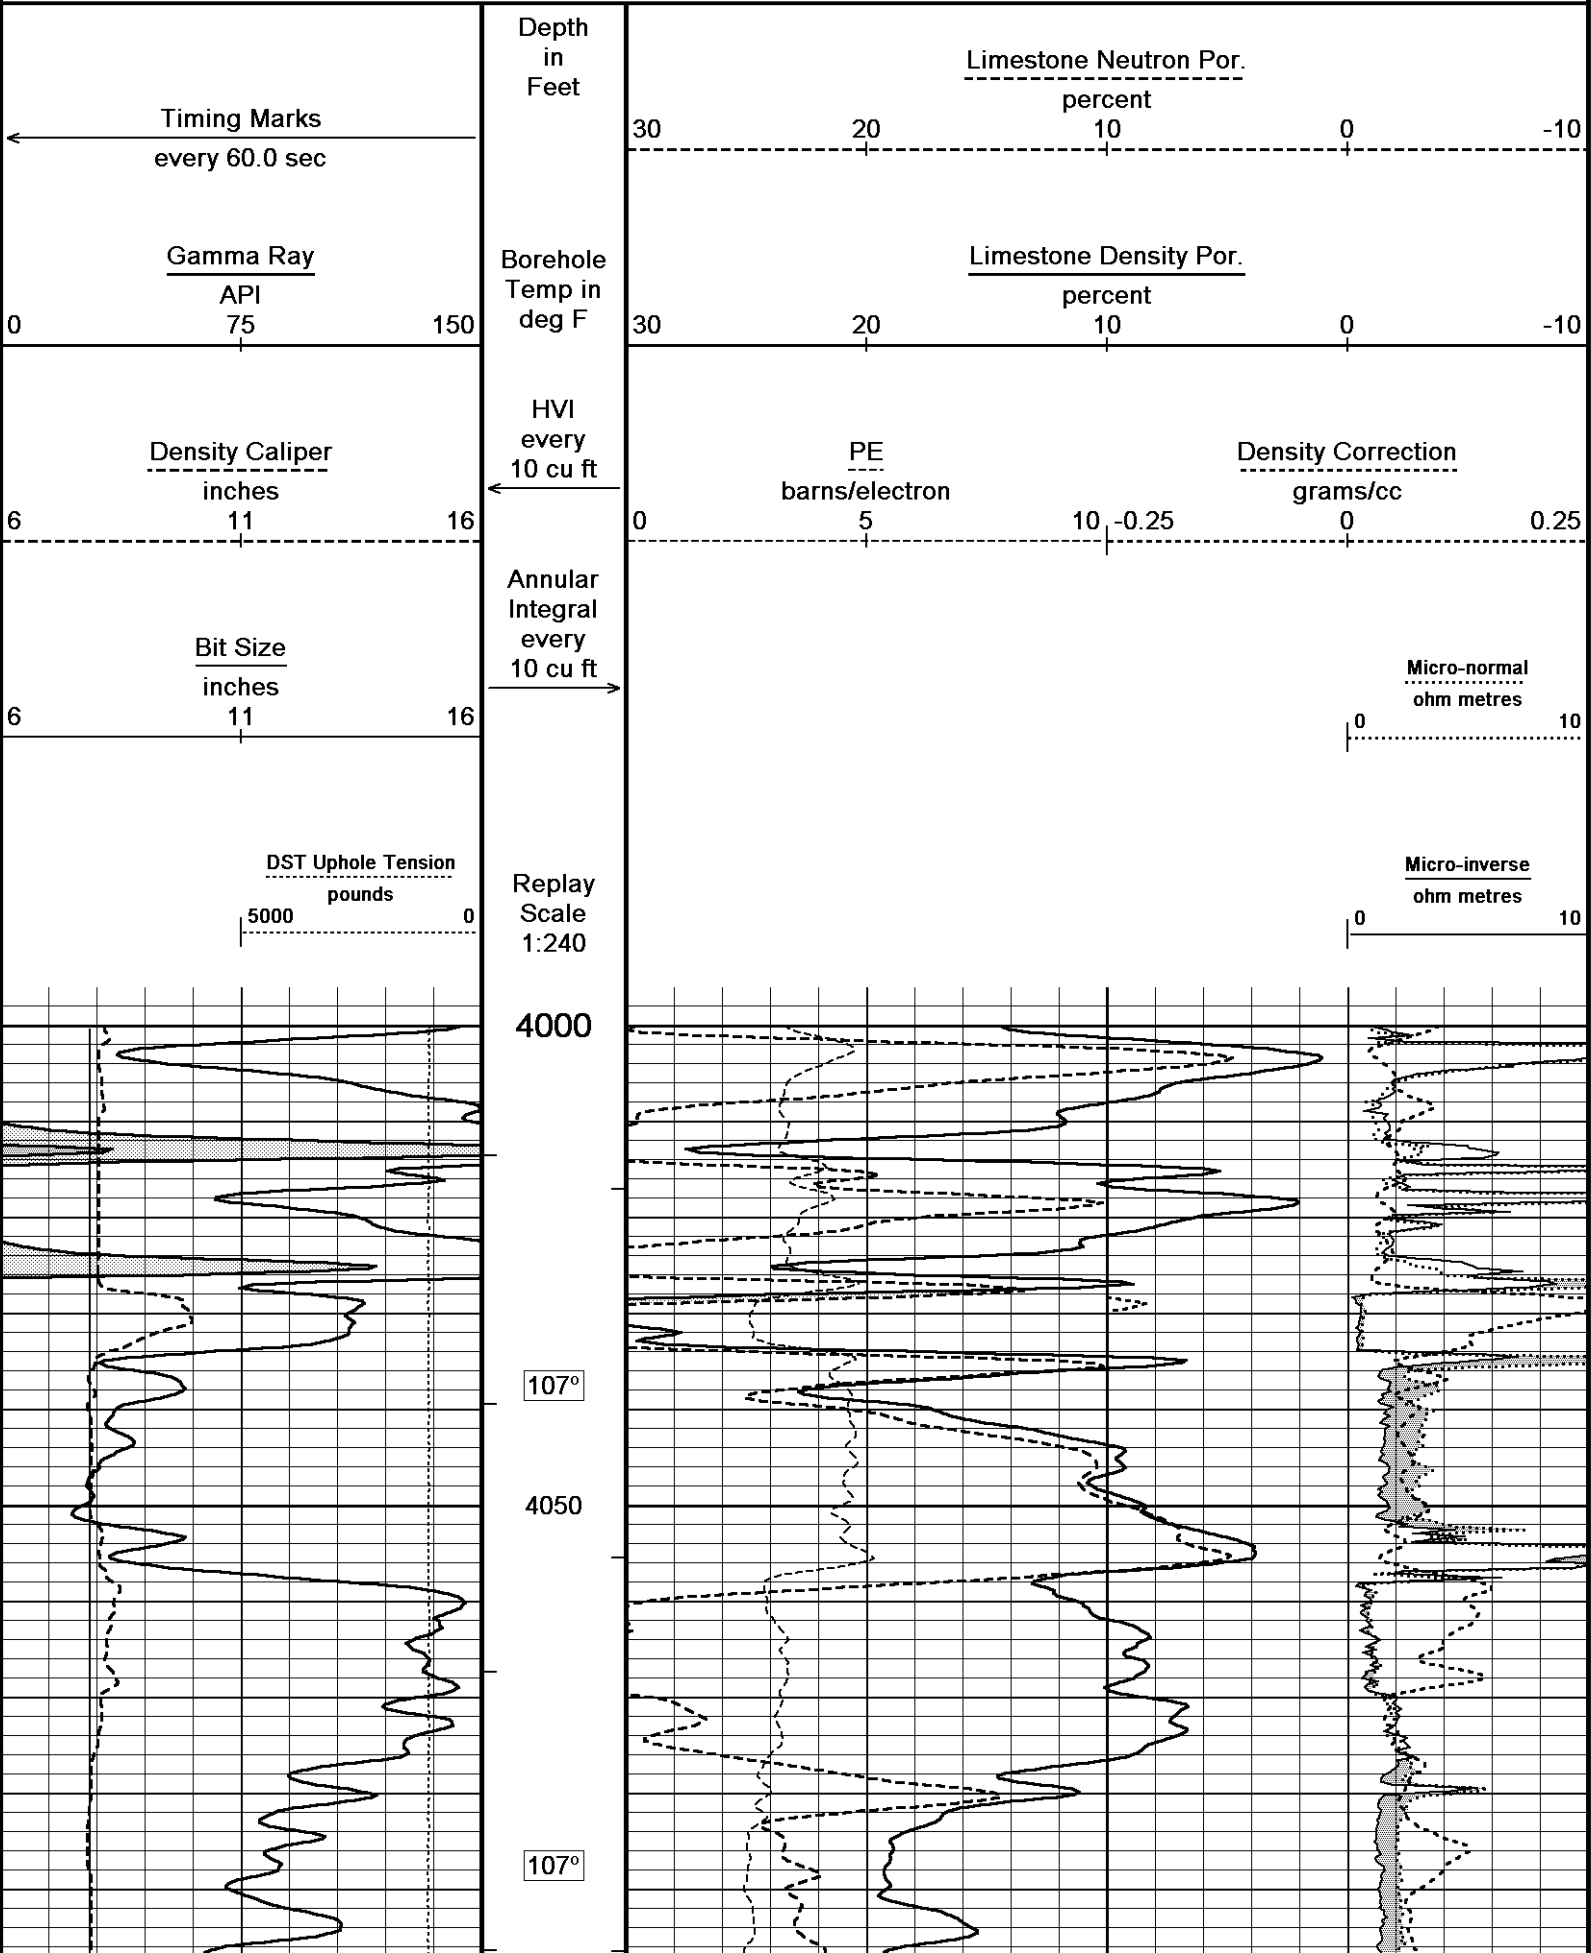 Depth
in
Feet
Limestone Neutron Por.
percent
30 20 10 0 -10
Timing Marks
every 60.0 sec
Gamma Ray
API
0 75 150
Borehole
Temp in
deg F
Limestone Density Por.
percent
30 20 10 0 -10
HVI
every
10 cu ft
Density Caliper
inches
6 11 16
PE
barns/electron
0 5 10
Density Correction
grams/cc
-0.25 0 0.25
Annular
Integral
every
10 cu ft
Bit Size
inches
6 11 16
Micro-normal
ohm metres
0 10
DST Uphole Tension
pounds
5000 0
Replay
Scale
1:240
Micro-inverse
ohm metres
0 10
4000
107º
4050
107º